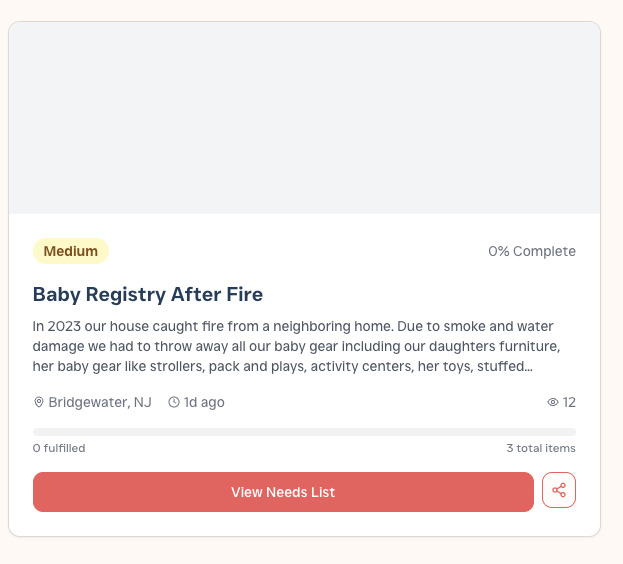 Medium
0% Complete
Baby Registry After Fire
In 2023 our house caught fire from a neighboring home. Due to smoke and water
damage we had to throw away all our baby gear including our daughters furniture,
her baby gear like strollers, pack and plays, activity centers, her toys, stuffed...
Bridgewater, NJ 1d ago 12
0 fulfilled 3 total items
View Needs List